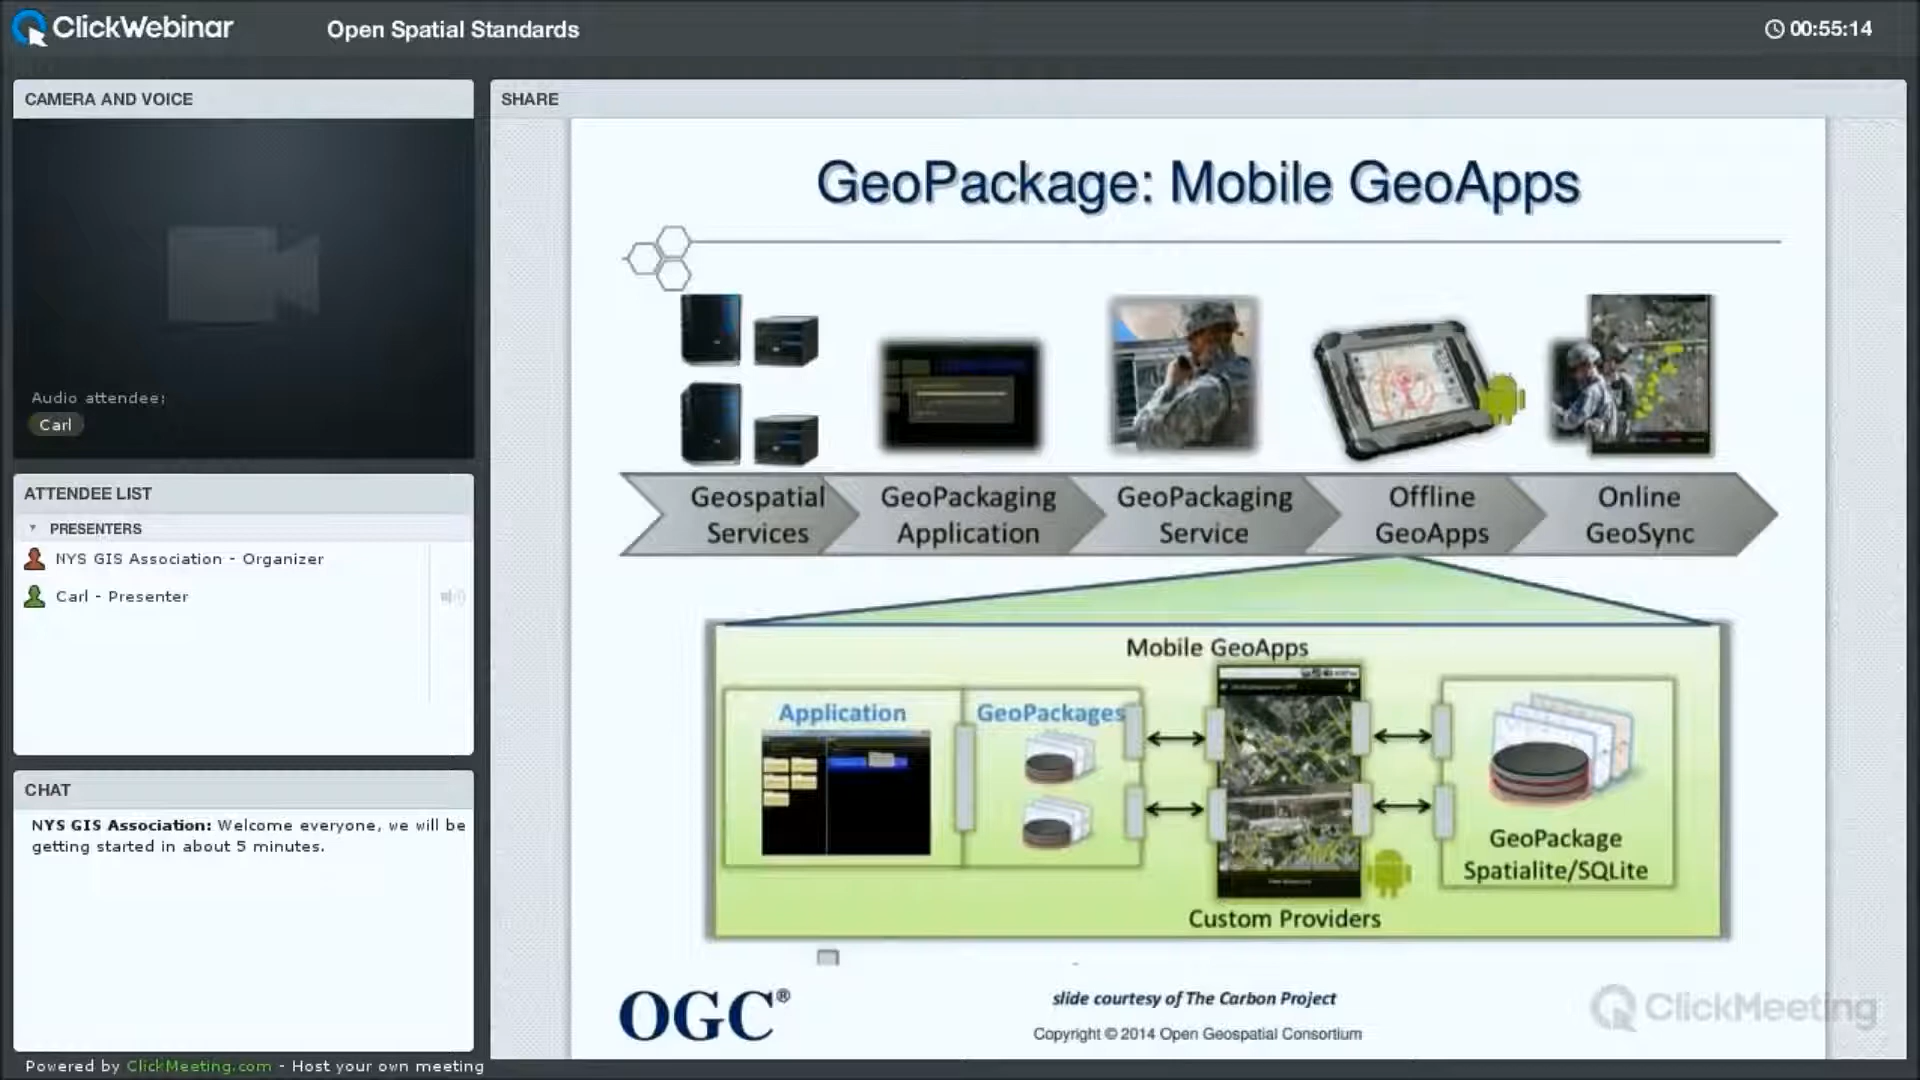 ClickWebinar
Open Spatial Standards
00:55:14
CAMERA AND VOICE
Audio attendee:
Carl
ATTENDEE LIST
PRESENTERS
NYS GIS Association - Organizer
Carl - Presenter
CHAT
NYS GIS Association: Welcome everyone, we will be
getting started in about 5 minutes.
Powered by ClickMeeting.com - Host your own meeting
SHARE
GeoPackage: Mobile GeoApps
Geospatial
Services
GeoPackaging
Application
GeoPackaging
Service
Offline
GeoApps
Online
GeoSync
Mobile GeoApps
Application
GeoPackages
GeoPackage
Spatialite/SQLite
Custom Providers
OGC®
slide courtesy of The Carbon Project
Copyright © 2014 Open Geospatial Consortium
ClickMeeting